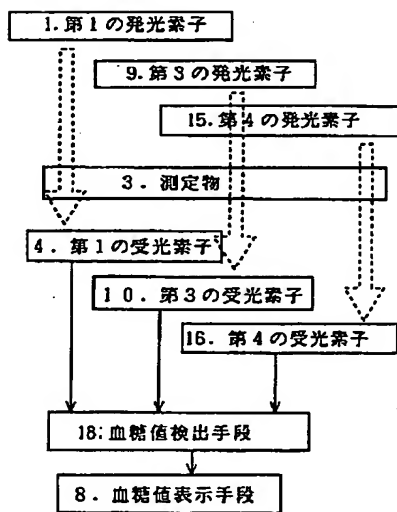 1.第1の発光素子
9.第3の発光素子
15.第4の発光素子
3．測定物
4．第1の受光素子
10．第3の受光素子
16．第4の受光素子
18:血糖値検出手段
8．血糖値表示手段